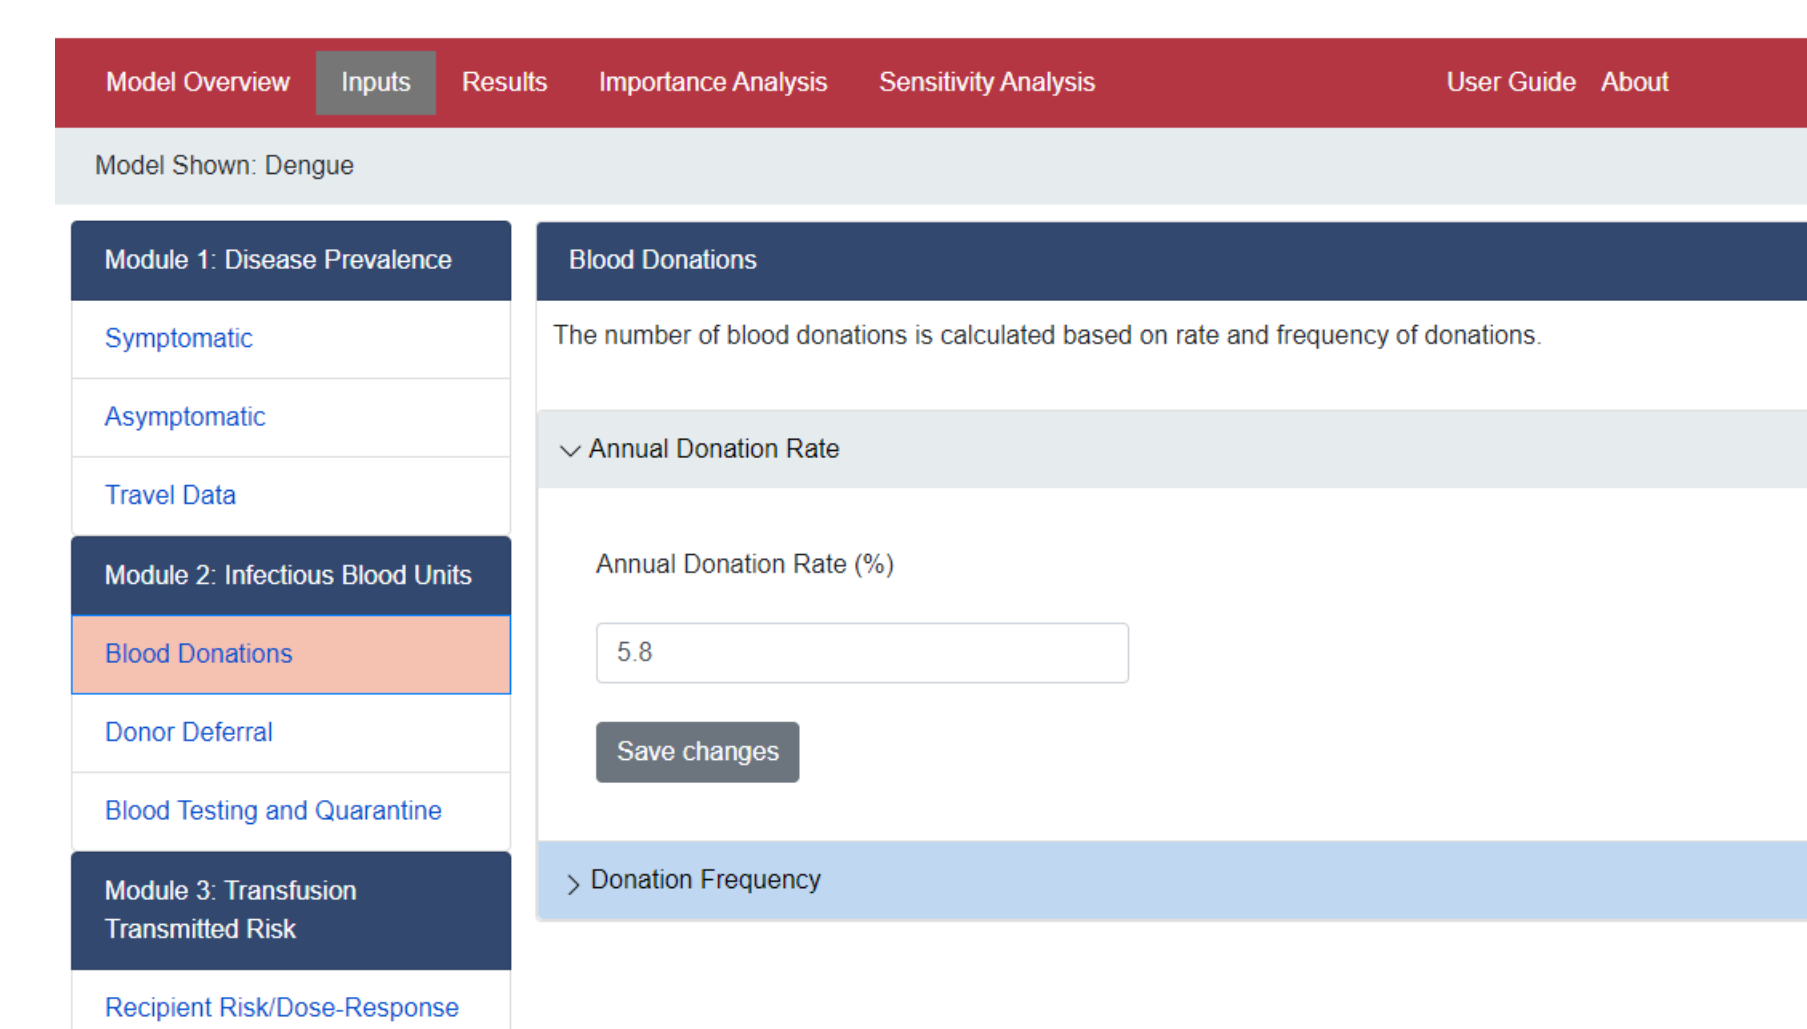 Model Overview Inputs Results Importance Analysis Sensitivity Analysis User Guide About
Model Shown: Dengue
Module 1: Disease Prevalence
Symptomatic
Asymptomatic
Travel Data
Module 2: Infectious Blood Units
Blood Donations
Donor Deferral
Blood Testing and Quarantine
Module 3: Transfusion
Transmitted Risk
Recipient Risk/Dose-Response
Blood Donations
The number of blood donations is calculated based on rate and frequency of donations.
Annual Donation Rate
Annual Donation Rate (%)
5.8
Save changes
Donation Frequency